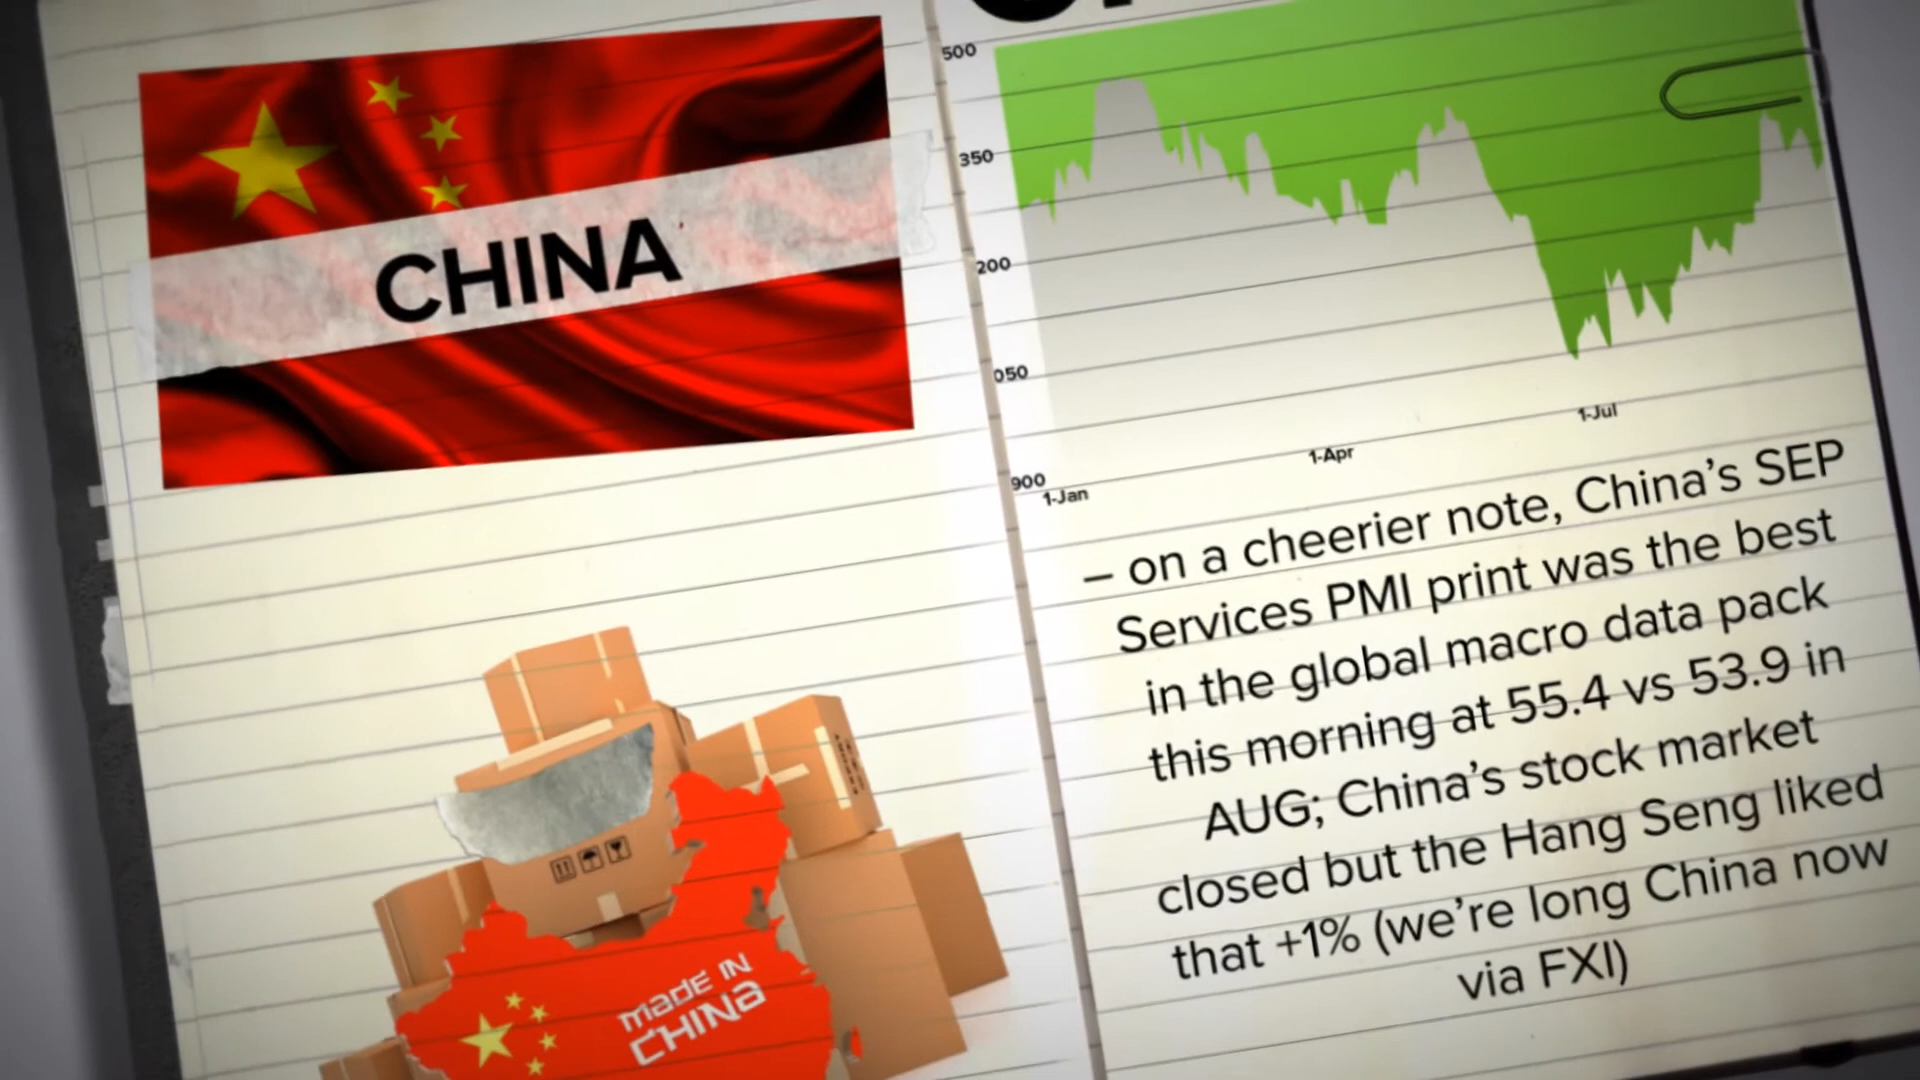 CHINA
MADE IN
CHINA
500
350
200
050
900
1-Jan
1-Apr
1-Jul
– on a cheerier note, China's SEP
Services PMI print was the best
in the global macro data pack
this morning at 55.4 vs 53.9 in
AUG; China's stock market
closed but the Hang Seng liked
that +1% (we're long China now
via FXI)